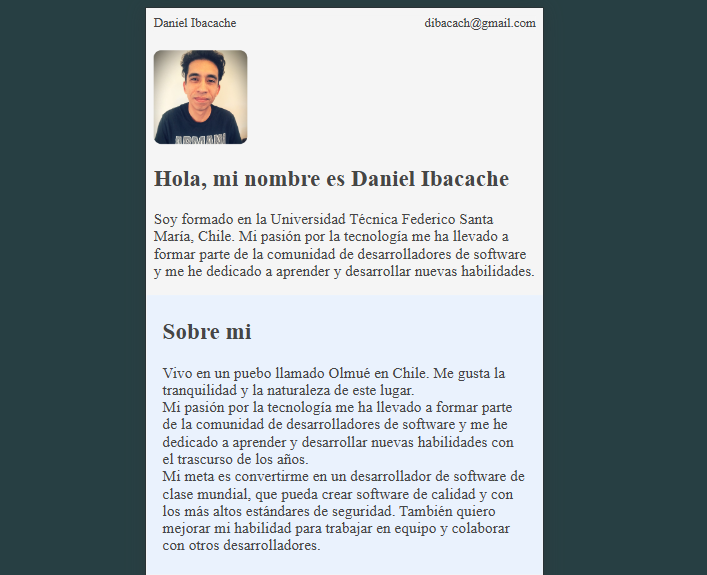 Daniel Ibacache
dibacach@gmail.com
ARMANI
Hola, mi nombre es Daniel Ibacache
Soy formado en la Universidad Técnica Federico Santa
María, Chile. Mi pasión por la tecnología me ha llevado a
formar parte de la comunidad de desarrolladores de software
y me he dedicado a aprender y desarrollar nuevas habilidades.
Sobre mi
Vivo en un puebo llamado Olmué en Chile. Me gusta la
tranquilidad y la naturaleza de este lugar.
Mi pasión por la tecnología me ha llevado a formar parte
de la comunidad de desarrolladores de software y me he
dedicado a aprender y desarrollar nuevas habilidades con
el trascurso de los años.
Mi meta es convertirme en un desarrollador de software de
clase mundial, que pueda crear software de calidad y con
los más altos estándares de seguridad. También quiero
mejorar mi habilidad para trabajar en equipo y colaborar
con otros desarrolladores.